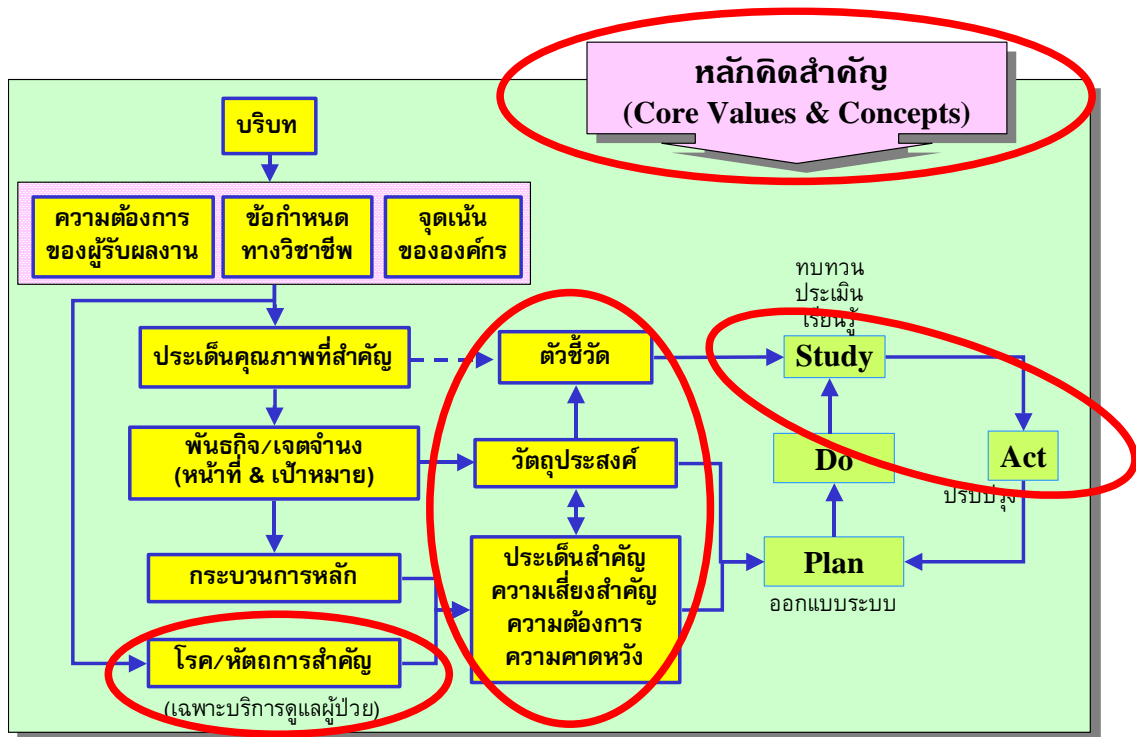 หลักคิดสำคัญ
(Core Values & Concepts)
บริบท
ความต้องการ
ของผู้รับผลงาน
ข้อกำหนด
ทางวิชาชีพ
จุดเน้น
ขององค์กร
ทบทวน
ประเมิน
เรียนรู้
ประเด็นคุณภาพที่สำคัญ
ตัวชี้วัด
Study
พันธกิจ/เจตจำนง
(หน้าที่ & เป้าหมาย)
วัตถุประสงค์
Do
Act
ปรับปรุง
กระบวนการหลัก
ประเด็นสำคัญ
ความเสี่ยงสำคัญ
ความต้องการ
ความคาดหวัง
Plan
ออกแบบระบบ
โรค/หัตถการสำคัญ
(เฉพาะบริการดูแลผู้ป่วย)